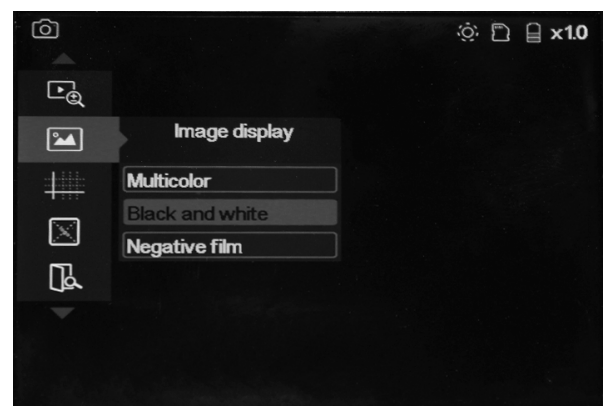 x1.0
Image display
Multicolor
Black and white
Negative film